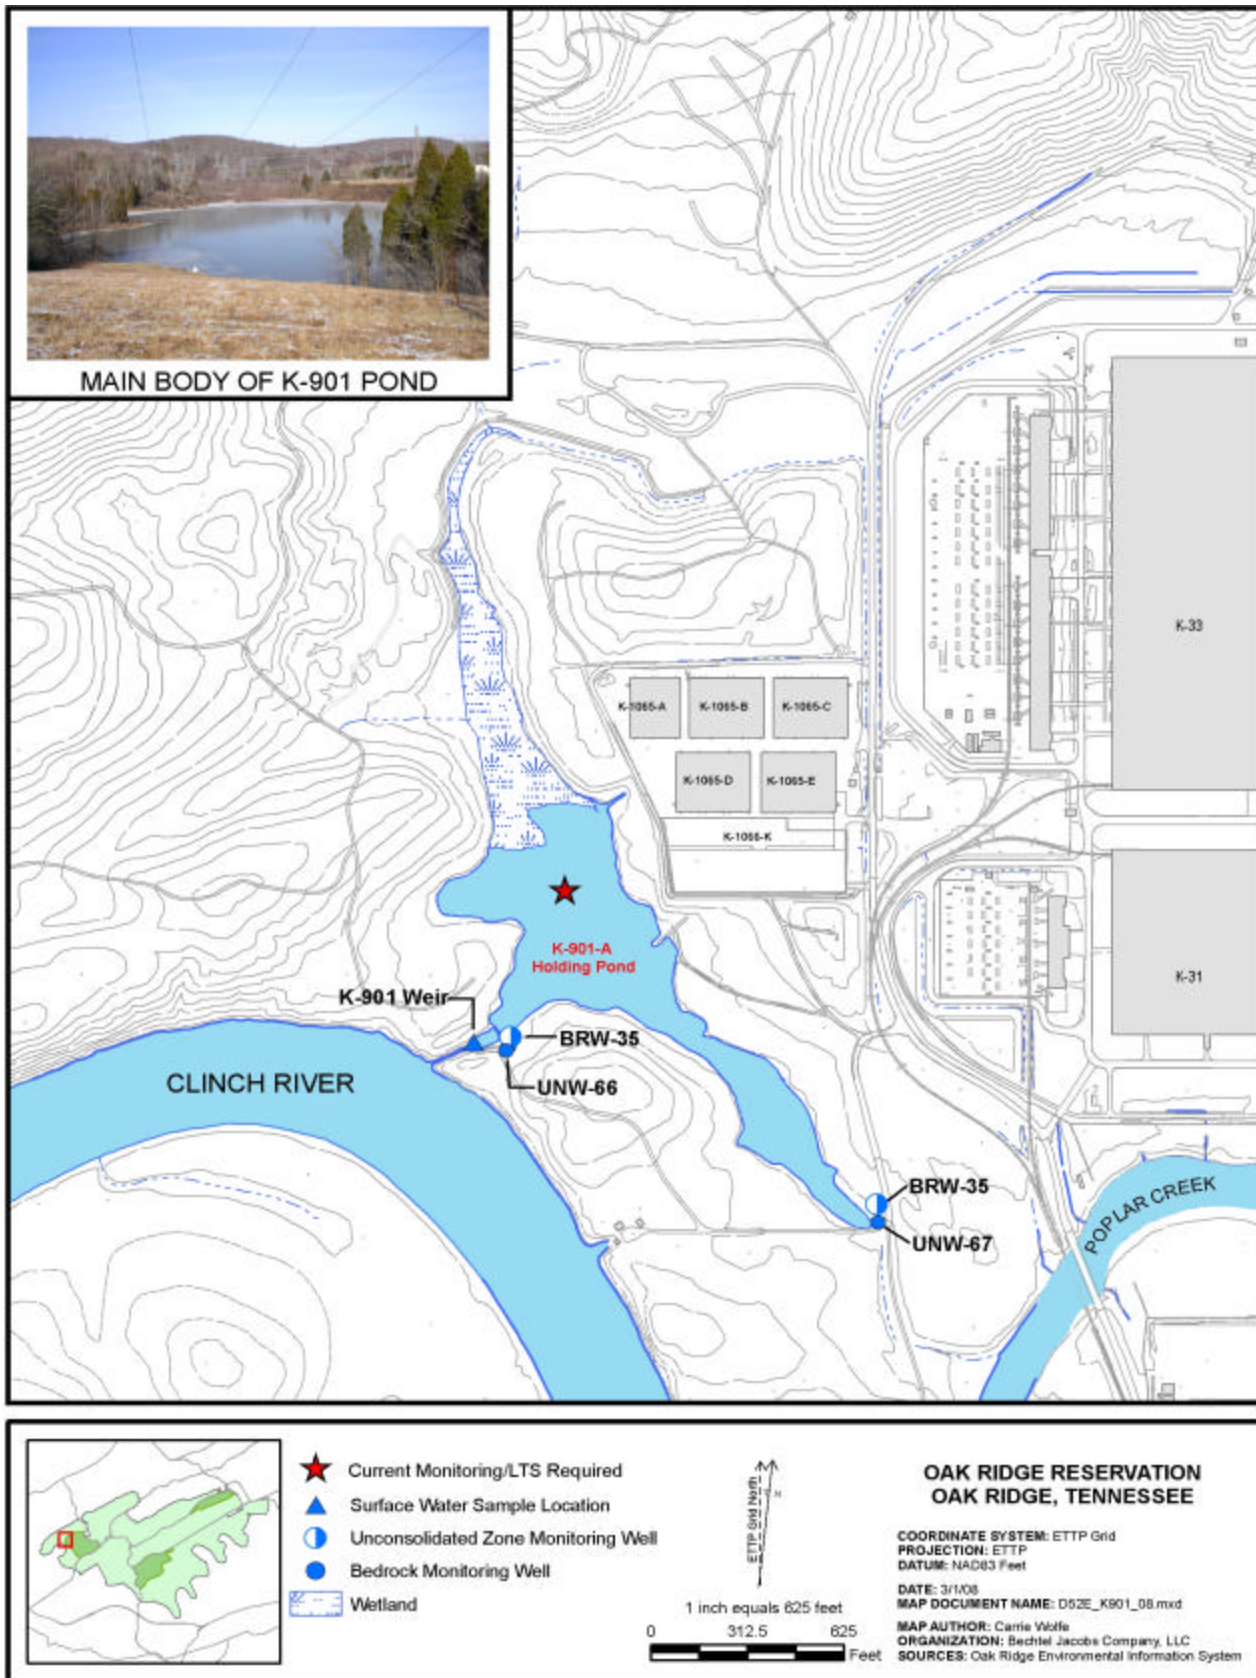 MAIN BODY OF K-901 POND
K-33
K-1065-A
K-1065-B
K-1065-C
K-1065-D
K-1065-E
K-1066-K
K-901-A
Holding Pond
K-31
K-901 Weir
BRW-35
UNW-66
CLINCH RIVER
BRW-35
UNW-67
POPLAR CREEK
Current Monitoring/LTS Required
Surface Water Sample Location
Unconsolidated Zone Monitoring Well
Bedrock Monitoring Well
Wetland
ETTP Grid North
N
1 inch equals 625 feet
0 312.5 625
Feet
OAK RIDGE RESERVATION
OAK RIDGE, TENNESSEE
COORDINATE SYSTEM: ETTP Grid
PROJECTION: ETTP
DATUM: NAD83 Feet
DATE: 3/1/08
MAP DOCUMENT NAME: D52E_K901_08.mxd
MAP AUTHOR: Carrie Wolfe
ORGANIZATION: Bechtel Jacobs Company, LLC
SOURCES: Oak Ridge Environmental Information System